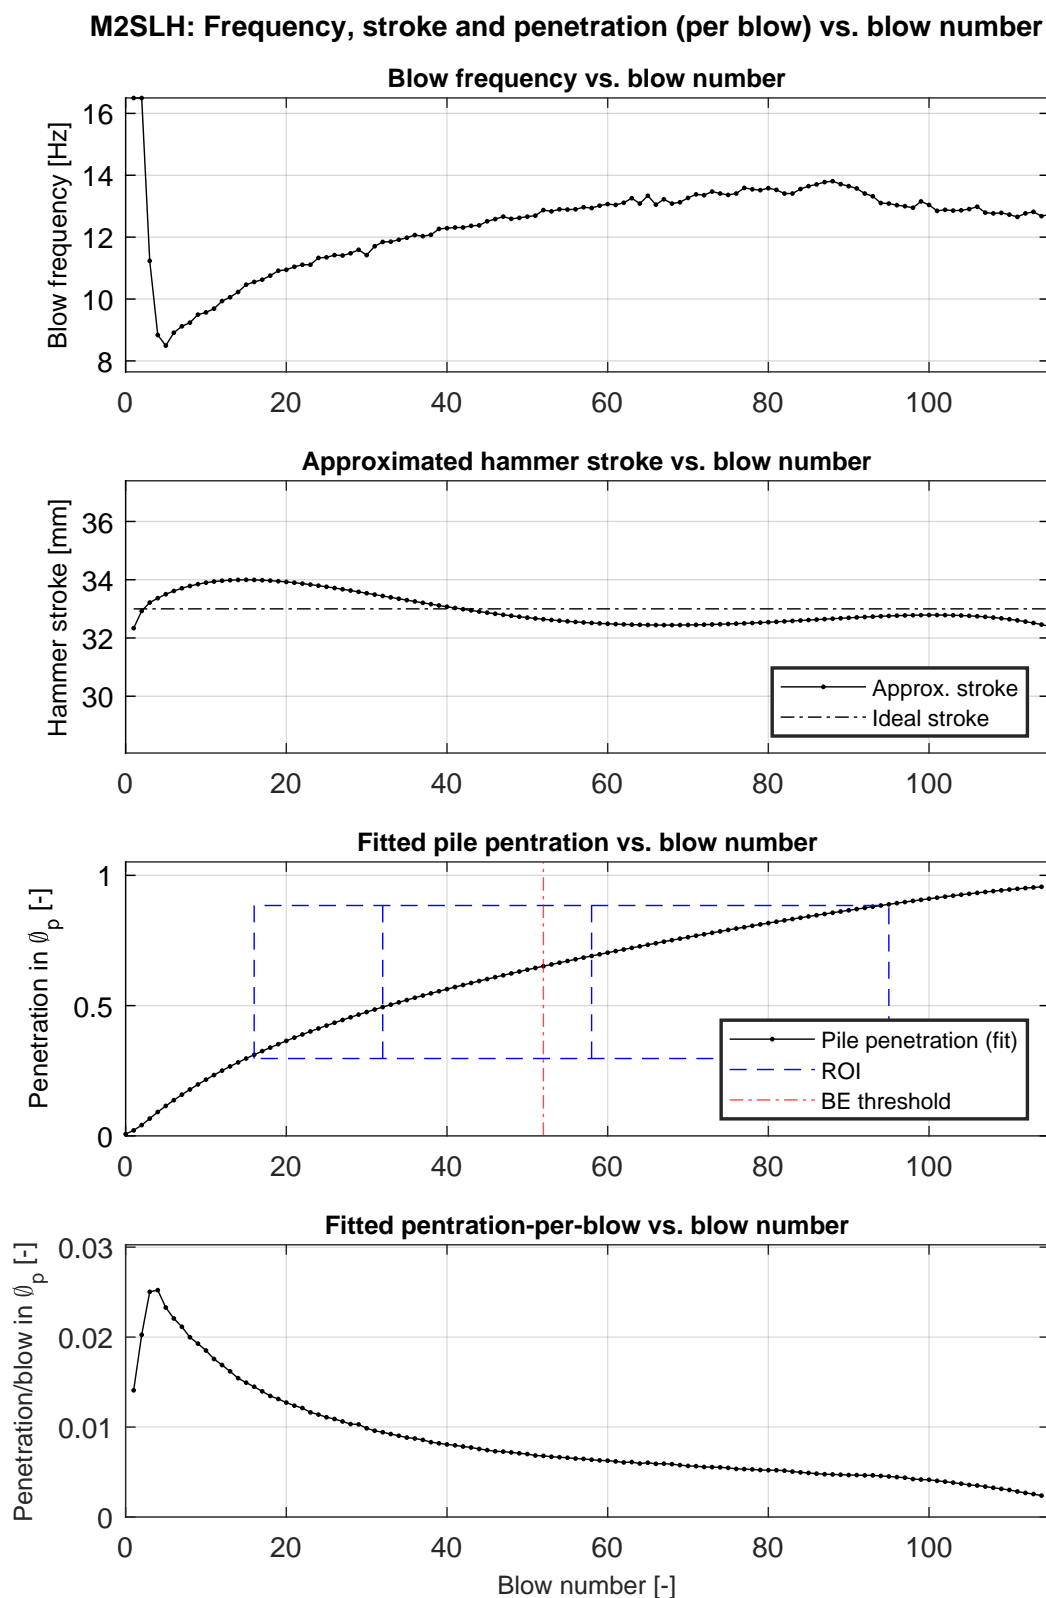 M2SLH: Frequency, stroke and penetration (per blow) vs. blow number
Blow frequency vs. blow number
Blow frequency [Hz]
16
14
12
10
8
0 20 40 60 80 100
Approximated hammer stroke vs. blow number
Hammer stroke [mm]
36
34
32
30
Approx. stroke
Ideal stroke
0 20 40 60 80 100
Fitted pile pentration vs. blow number
Penetration in ∅p [-]
1
0.5
0
Pile penetration (fit)
ROI
BE threshold
0 20 40 60 80 100
Fitted pentration-per-blow vs. blow number
Penetration/blow in ∅p [-]
0.03
0.02
0.01
0
0 20 40 60 80 100
Blow number [-]